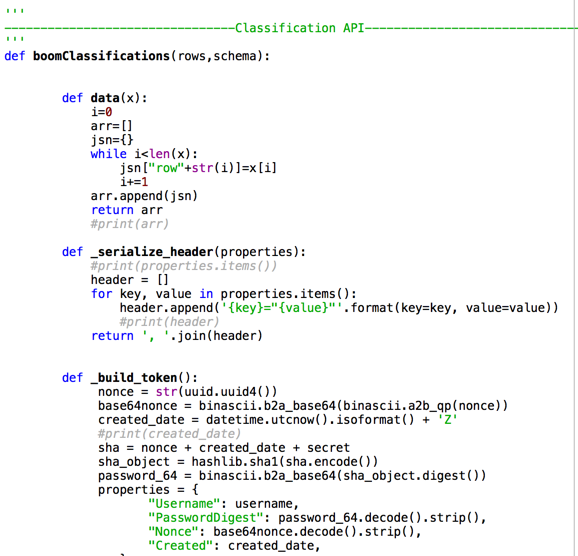 '''
--------------------------------Classification API------------------------------
'''
def boomClassifications(rows,schema):
def data(x):
i=0
arr=[]
jsn={}
while i<len(x):
jsn["row"+str(i)]=x[i]
i+=1
arr.append(jsn)
return arr
#print(arr)
def _serialize_header(properties):
#print(properties.items())
header = []
for key, value in properties.items():
header.append('{key}="{value}"'.format(key=key, value=value))
#print(header)
return ', '.join(header)
def _build_token():
nonce = str(uuid.uuid4())
base64nonce = binascii.b2a_base64(binascii.a2b_qp(nonce))
created_date = datetime.utcnow().isoformat() + 'Z'
#print(created_date)
sha = nonce + created_date + secret
sha_object = hashlib.sha1(sha.encode())
password_64 = binascii.b2a_base64(sha_object.digest())
properties = {
"Username": username,
"PasswordDigest": password_64.decode().strip(),
"Nonce": base64nonce.decode().strip(),
"Created": created_date,